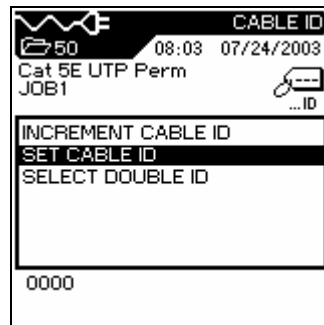 CABLE ID
50 08:03 07/24/2003
Cat 5E UTP Perm
JOB1
...ID
INCREMENT CABLE ID
SET CABLE ID
SELECT DOUBLE ID
0000